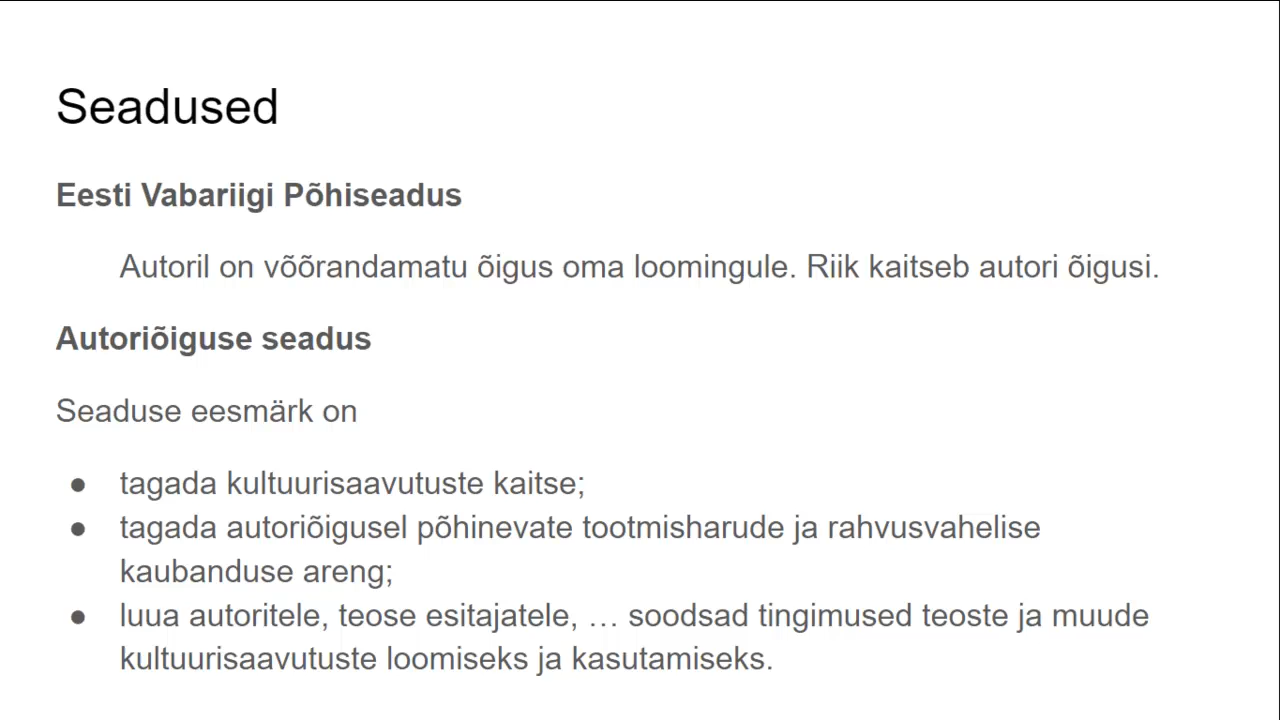 Seadused
Eesti Vabariigi Põhiseadus
Autoril on võõrandamatu õigus oma loomingule. Riik kaitseb autori õigusi.
Autoriõiguse seadus
Seaduse eesmärk on
● tagada kultuurisaavutuste kaitse;
● tagada autoriõigusel põhinevate tootmisharude ja rahvusvahelise
kaubanduse areng;
● luua autoritele, teose esitajatele, … soodsad tingimused teoste ja muude
kultuurisaavutuste loomiseks ja kasutamiseks.